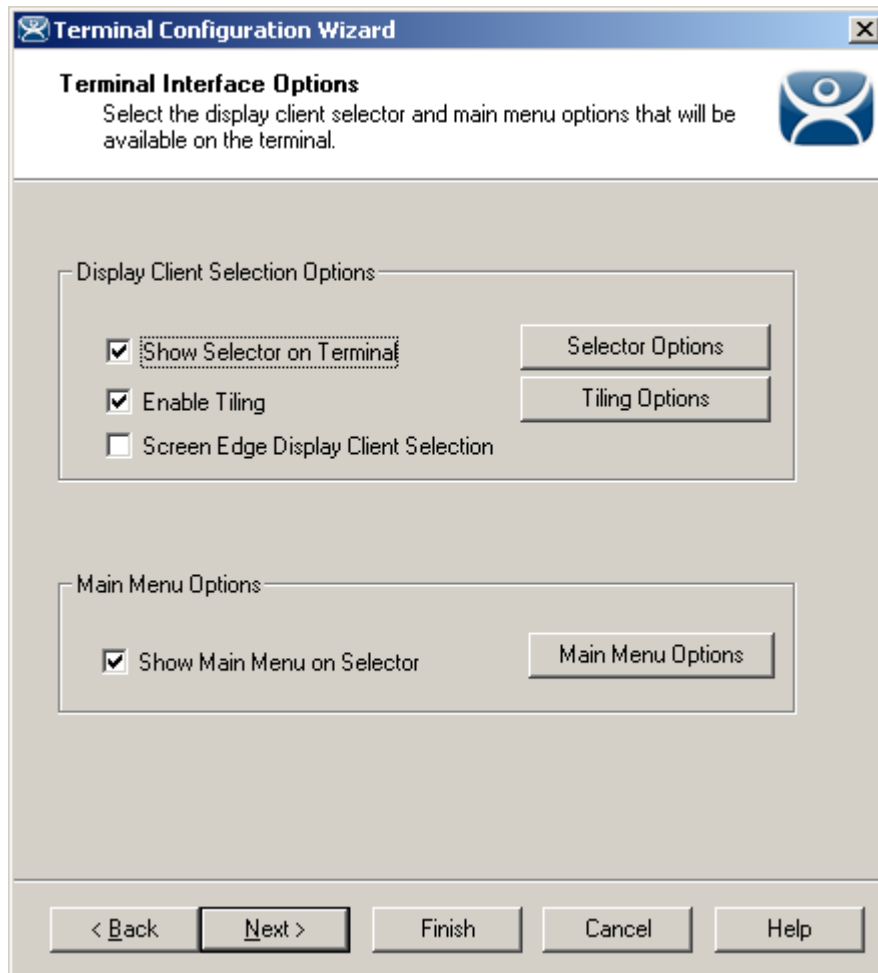 Terminal Configuration Wizard
Terminal Interface Options
Select the display client selector and main menu options that will be
available on the terminal.
Display Client Selection Options
Show Selector on Terminal
Selector Options
Enable Tiling
Tiling Options
Screen Edge Display Client Selection
Main Menu Options
Show Main Menu on Selector
Main Menu Options
< Back
Next >
Finish
Cancel
Help